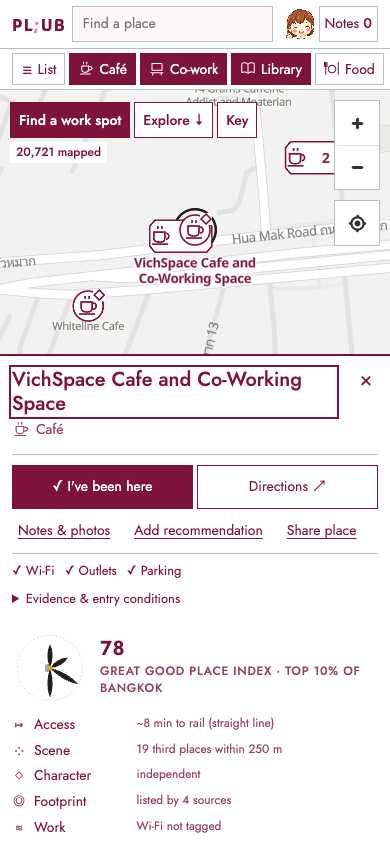 PL;UB
Find a place
Notes 0
≡ List
Café
Co-work
Library
Food
14 Grams Caffeine
Addict and Meaterian
Find a work spot
Explore ↓
Key
20,721 mapped
2
+
−
Hua Mak Road
VichSpace Cafe and
Co-Working Space
Whiteline Cafe
VichSpace Cafe and Co-Working
Space
×
Café
✓ I've been here
Directions ↗
Notes & photos
Add recommendation
Share place
✓ Wi-Fi ✓ Outlets ✓ Parking
▶ Evidence & entry conditions
78
GREAT GOOD PLACE INDEX · TOP 10% OF
BANGKOK
Access
~8 min to rail (straight line)
Scene
19 third places within 250 m
Character
independent
Footprint
listed by 4 sources
Work
Wi-Fi not tagged